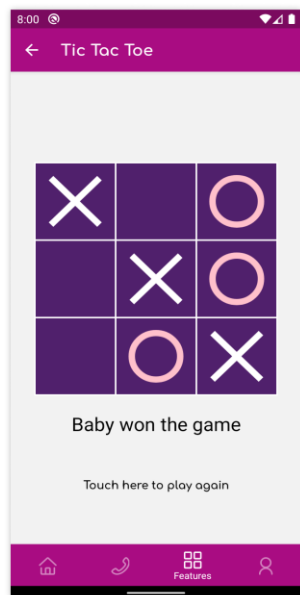 8:00
Tic Tac Toe
Baby won the game
Touch here to play again
Features